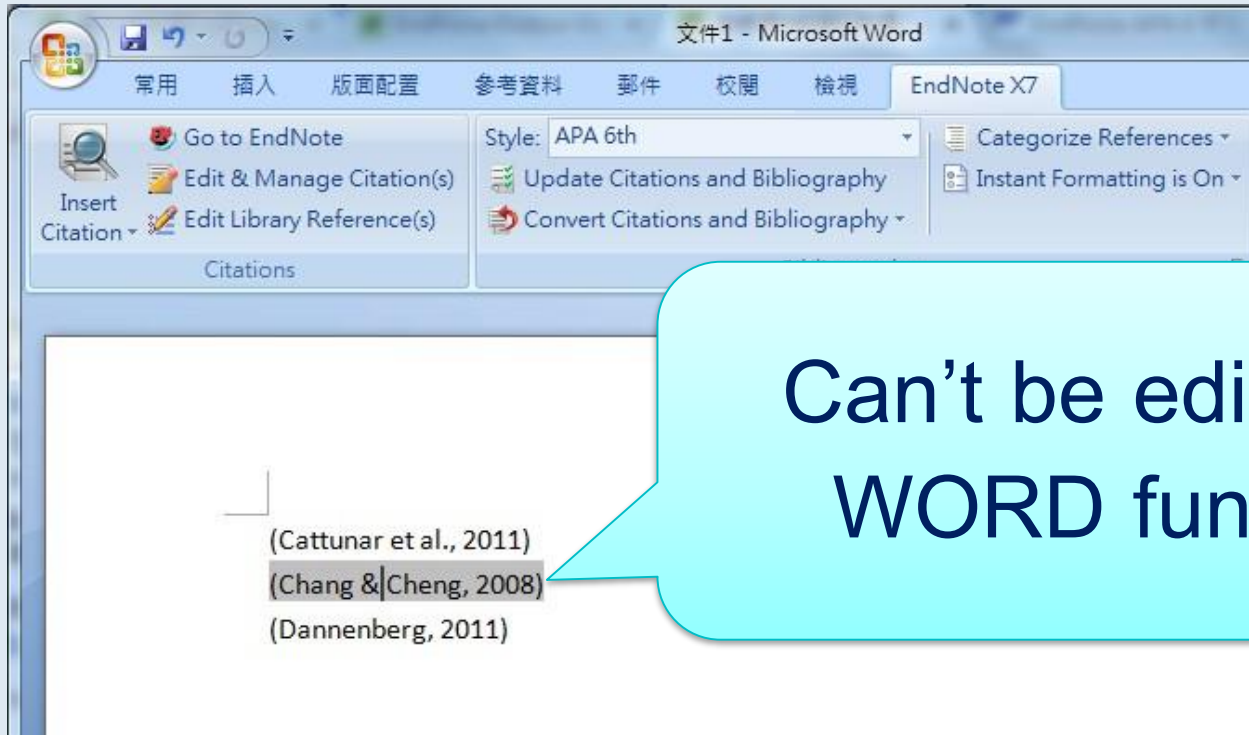 文件1 - Microsoft Word
常用 插入 版面配置 參考資料 郵件 校閱 檢視 EndNote X7
Insert Citation
Go to EndNote
Edit & Manage Citation(s)
Edit Library Reference(s)
Citations
Style: APA 6th
Update Citations and Bibliography
Convert Citations and Bibliography
Categorize References
Instant Formatting is On
Can’t be edi
WORD fun
(Cattunar et al., 2011)
(Chang & Cheng, 2008)
(Dannenberg, 2011)